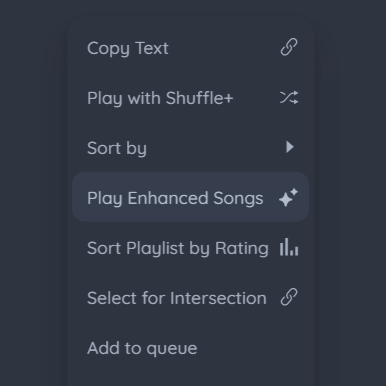 Copy Text
Play with Shuffle+
Sort by
Play Enhanced Songs
Sort Playlist by Rating
Select for Intersection
Add to queue